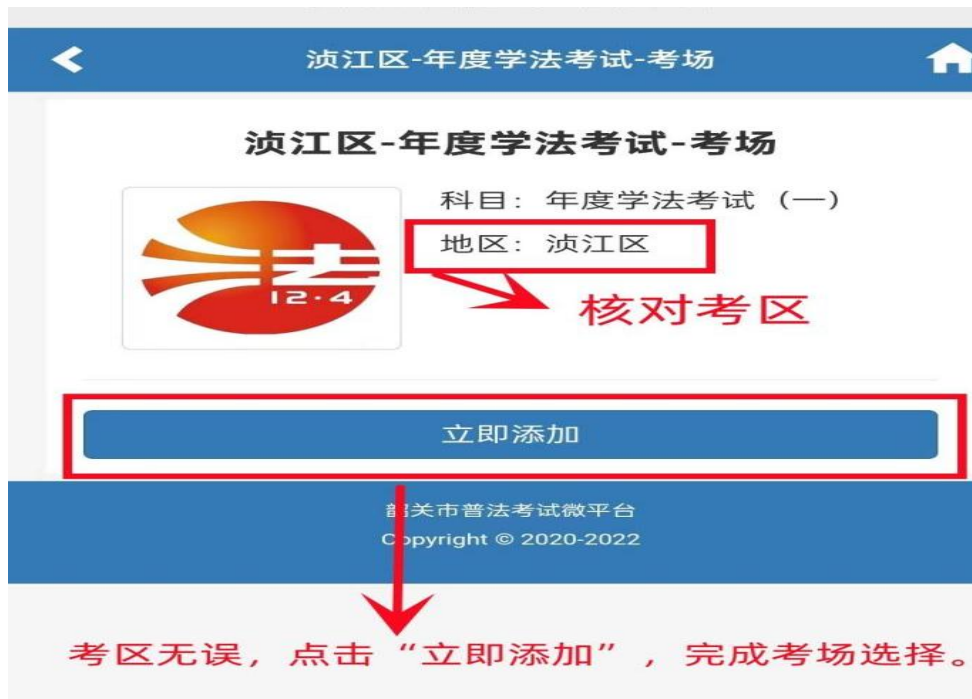 浈江区-年度学法考试-考场
浈江区-年度学法考试-考场
科目：年度学法考试（一）
地区：浈江区
12·4
核对考区
立即添加
韶关市普法考试微平台
Copyright © 2020-2022
考区无误，点击“立即添加”，完成考场选择。